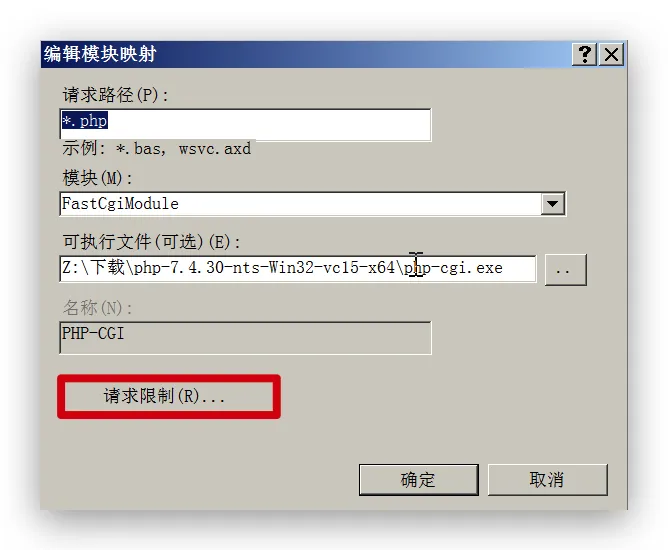 编辑模块映射
请求路径(P):
*.php
示例: *.bas, wsvc.axd
模块(M):
FastCgiModule
可执行文件(可选)(E):
Z:\下载\php-7.4.30-nts-Win32-vc15-x64\php-cgi.exe
..
名称(N):
PHP-CGI
请求限制(R)...
确定
取消